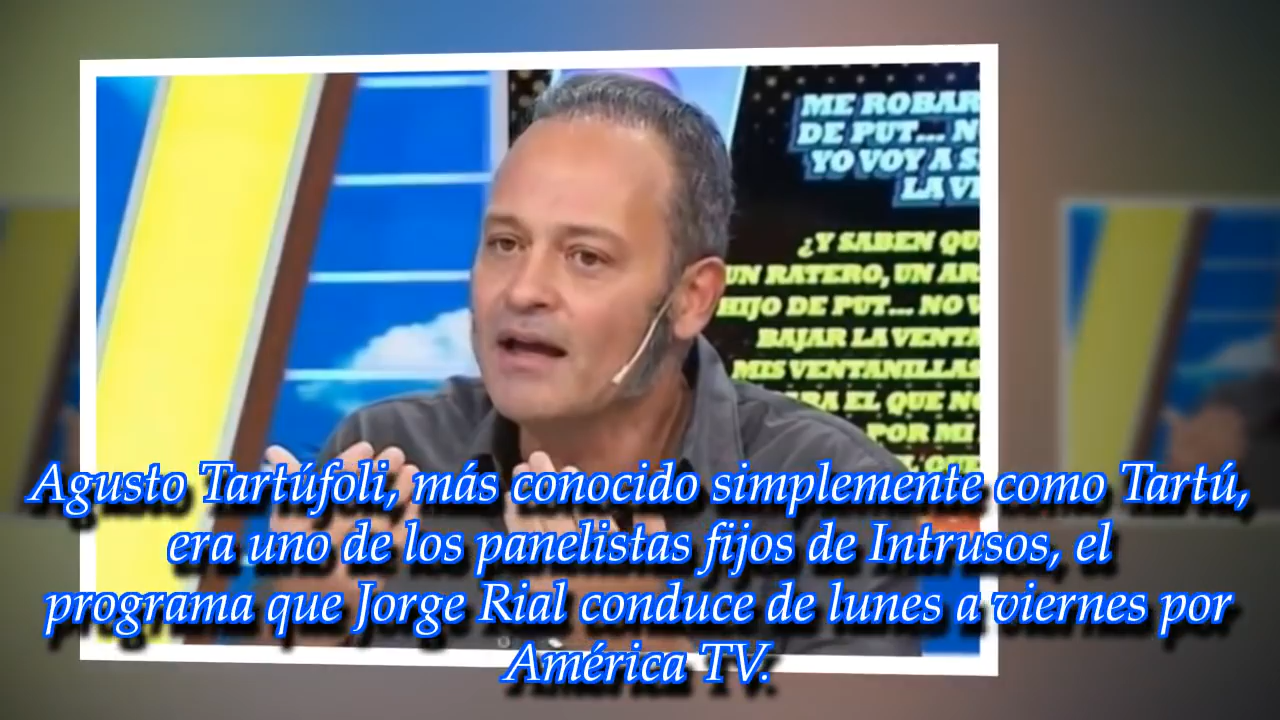 ME ROBAR
DE PUT... N
YO VOY A S
LA VE
¿Y SABEN QU
UN RATERO, UN AR
HIJO DE PUT... NO V
BAJAR LA VENTA
MIS VENTANILLAS
EL QUE NO
POR MI
Agusto Tartúfoli, más conocido simplemente como Tartú,
era uno de los panelistas fijos de Intrusos, el
programa que Jorge Rial conduce de lunes a viernes por
América TV.